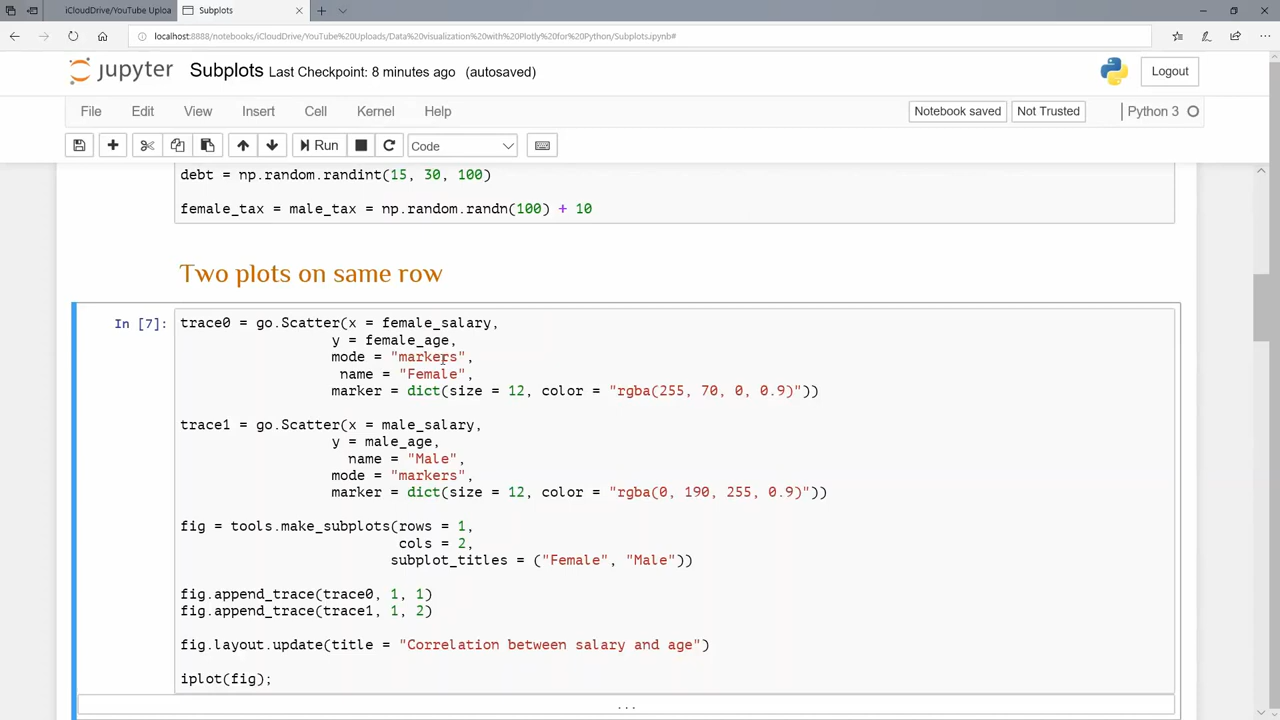 iCloudDrive/YouTube Uploa
Subplots
localhost:8888/notebooks/iCloudDrive/YouTube%20Uploads/Data%20visualization%20with%20Plotly%20for%20Python/Subplots.ipynb#
jupyter Subplots Last Checkpoint: 8 minutes ago (autosaved)
Logout
File Edit View Insert Cell Kernel Help
Notebook saved Not Trusted Python 3
Run Code
debt = np.random.randint(15, 30, 100)
female_tax = male_tax = np.random.randn(100) + 10
Two plots on same row
In [7]: trace0 = go.Scatter(x = female_salary,
y = female_age,
mode = "markers",
name = "Female",
marker = dict(size = 12, color = "rgba(255, 70, 0, 0.9)"))
trace1 = go.Scatter(x = male_salary,
y = male_age,
name = "Male",
mode = "markers",
marker = dict(size = 12, color = "rgba(0, 190, 255, 0.9)"))
fig = tools.make_subplots(rows = 1,
cols = 2,
subplot_titles = ("Female", "Male"))
fig.append_trace(trace0, 1, 1)
fig.append_trace(trace1, 1, 2)
fig.layout.update(title = "Correlation between salary and age")
iplot(fig);
...